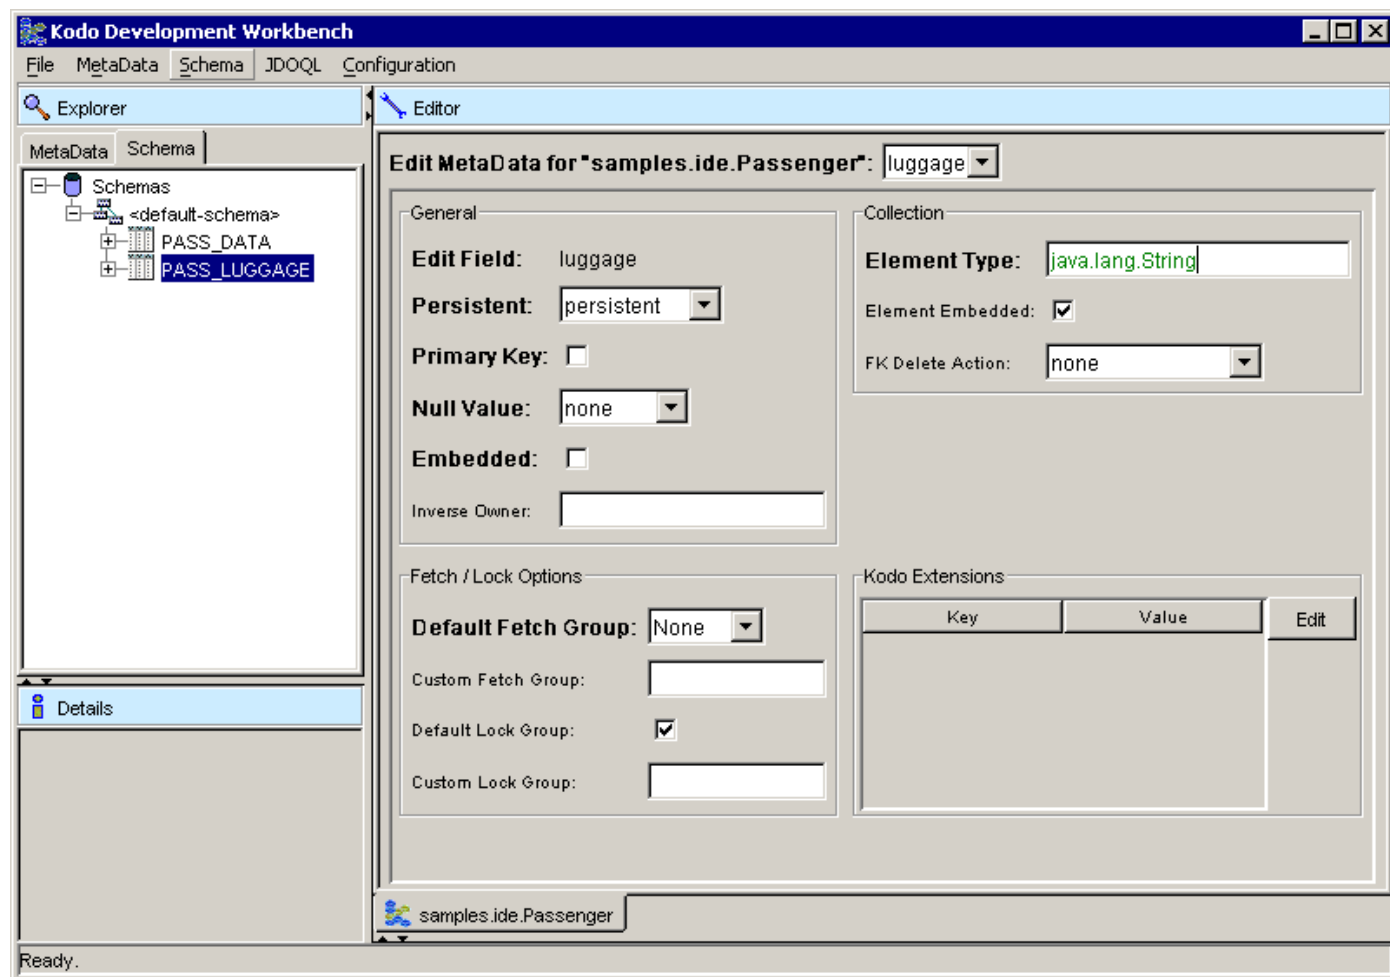 Kodo Development Workbench
File MetaData Schema JDOQL Configuration
Explorer
MetaData Schema
Schemas
<default-schema>
PASS_DATA
PASS_LUGGAGE
Details
Editor
Edit MetaData for "samples.ide.Passenger": luggage
General
Edit Field: luggage
Persistent: persistent
Primary Key:
Null Value: none
Embedded:
Inverse Owner:
Collection
Element Type: java.lang.String
Element Embedded:
FK Delete Action: none
Fetch / Lock Options
Default Fetch Group: None
Custom Fetch Group:
Default Lock Group:
Custom Lock Group:
Kodo Extensions
Key Value Edit
samples.ide.Passenger
Ready.